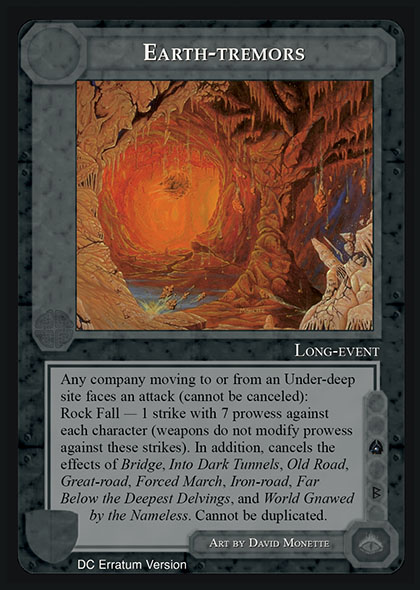 EARTH-TREMORS
LONG-EVENT
Any company moving to or from an Under-deep
site faces an attack (cannot be canceled):
Rock Fall — 1 strike with 7 prowess against
each character (weapons do not modify prowess
against these strikes). In addition, cancels the
effects of Bridge, Into Dark Tunnels, Old Road,
Great-road, Forced March, Iron-road, Far
Below the Deepest Delvings, and World Gnawed
by the Nameless. Cannot be duplicated.
ART BY DAVID MONETTE
DC Erratum Version